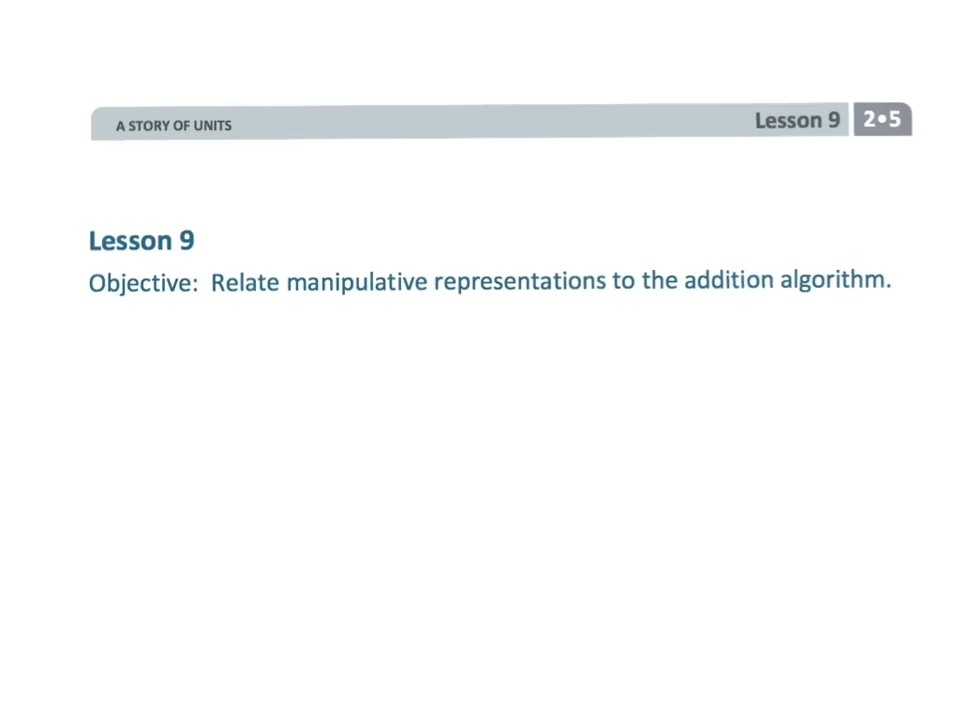 A STORY OF UNITS
Lesson 9 2•5
Lesson 9
Objective: Relate manipulative representations to the addition algorithm.